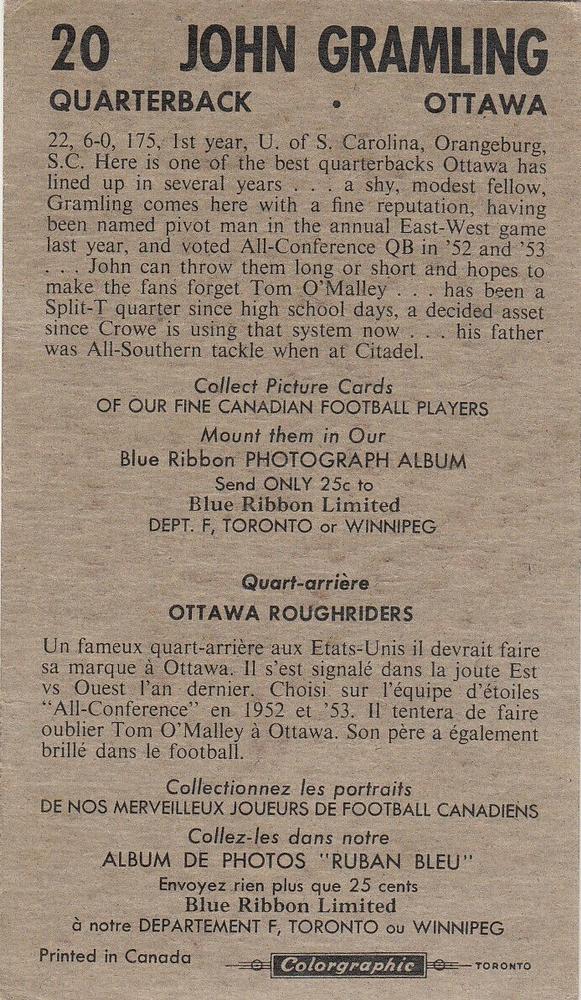 20 JOHN GRAMLING
QUARTERBACK • OTTAWA
22, 6-0, 175, 1st year, U. of S. Carolina, Orangeburg,
S.C. Here is one of the best quarterbacks Ottawa has
lined up in several years . . . a shy, modest fellow,
Gramling comes here with a fine reputation, having
been named pivot man in the annual East-West game
last year, and voted All-Conference QB in '52 and '53
. . . John can throw them long or short and hopes to
make the fans forget Tom O'Malley . . . has been a
Split-T quarter since high school days, a decided asset
since Crowe is using that system now . . . his father
was All-Southern tackle when at Citadel.
Collect Picture Cards
OF OUR FINE CANADIAN FOOTBALL PLAYERS
Mount them in Our
Blue Ribbon PHOTOGRAPH ALBUM
Send ONLY 25c to
Blue Ribbon Limited
DEPT. F, TORONTO or WINNIPEG
Quart-arrière
OTTAWA ROUGHRIDERS
Un fameux quart-arrière aux Etats-Unis il devrait faire
sa marque à Ottawa. Il s'est signalé dans la joute Est
vs Ouest l'an dernier. Choisi sur l'équipe d'étoiles
"All-Conference" en 1952 et '53. Il tentera de faire
oublier Tom O'Malley à Ottawa. Son père a également
brillé dans le football.
Collectionnez les portraits
DE NOS MERVEILLEUX JOUEURS DE FOOTBALL CANADIENS
Collez-les dans notre
ALBUM DE PHOTOS "RUBAN BLEU"
Envoyez rien plus que 25 cents
Blue Ribbon Limited
à notre DEPARTEMENT F, TORONTO ou WINNIPEG
Printed in Canada Colorgraphic TORONTO